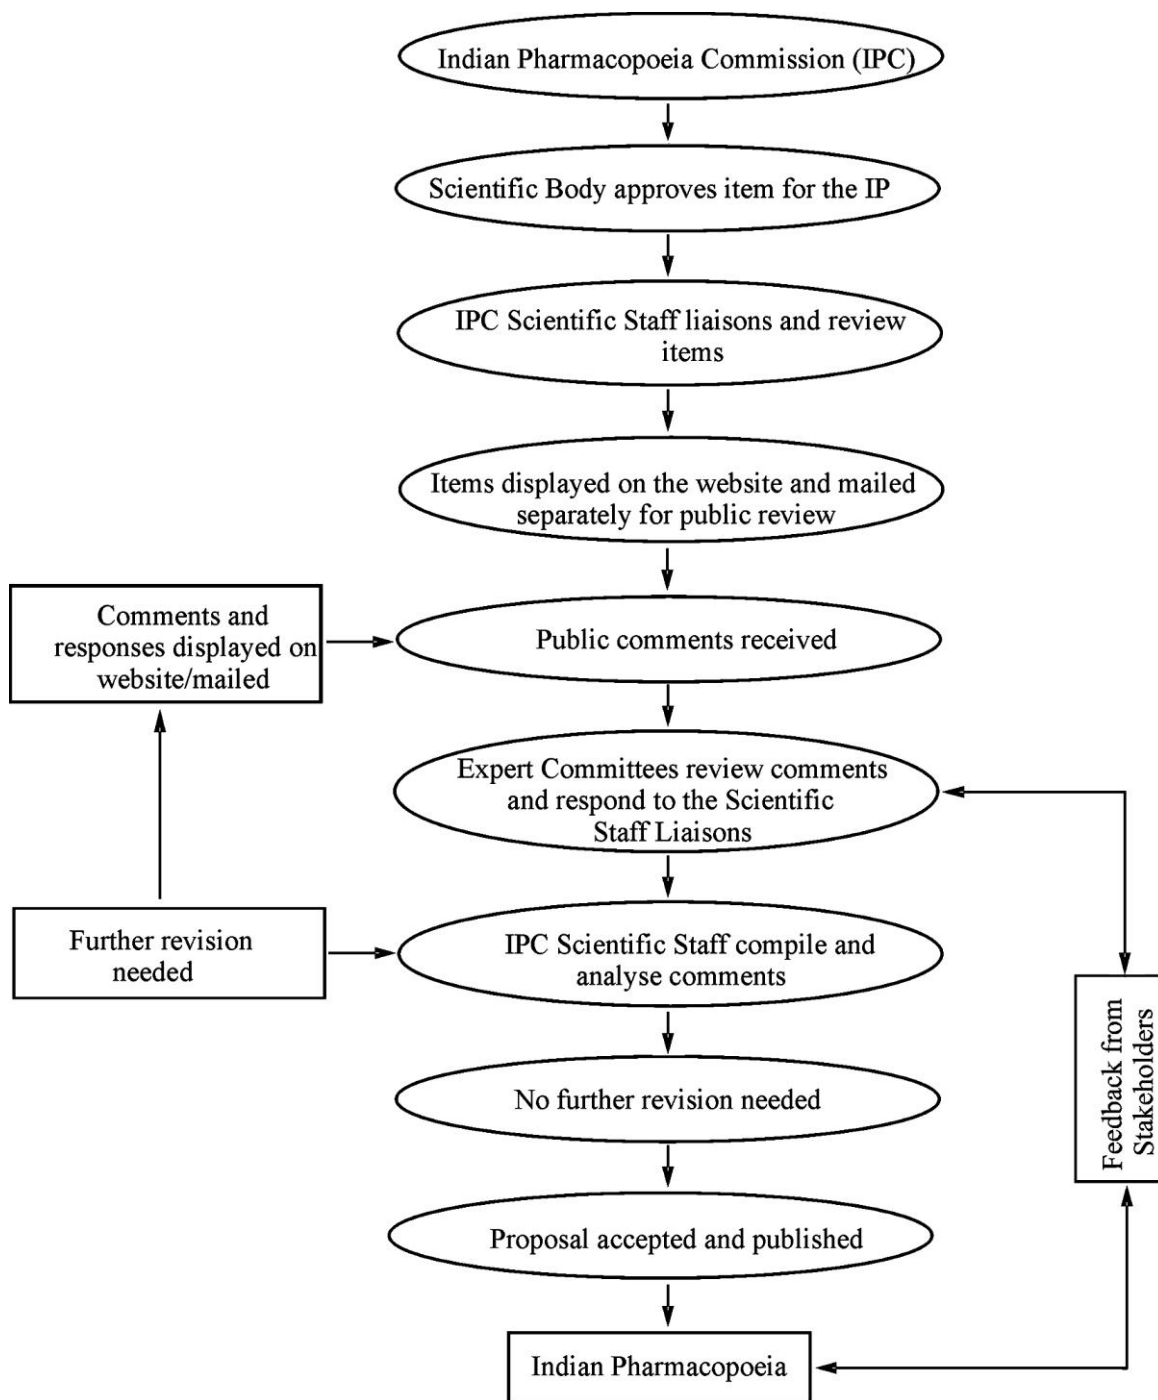 Indian Pharmacopoeia Commission (IPC)
Scientific Body approves item for the IP
IPC Scientific Staff liaisons and review
items
Items displayed on the website and mailed
separately for public review
Comments and
responses displayed on
website/mailed
Public comments received
Expert Committees review comments
and respond to the Scientific
Staff Liaisons
Further revision
needed
IPC Scientific Staff compile and
analyse comments
Feedback from
Stakeholders
No further revision needed
Proposal accepted and published
Indian Pharmacopoeia